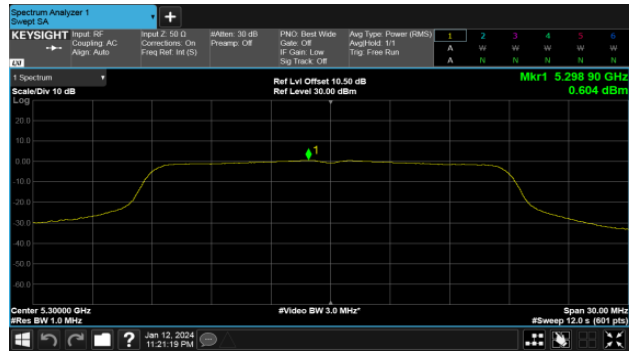 Spectrum Analyzer 1
Swept SA
+
KEYSIGHT Input: RF Input Z: 50 Ω #Atten: 30 dB PNO: Best Wide Avg Type: Power (RMS) 1 2 3 4 5 6
Coupling: AC Corrections: On Preamp: Off Gate: Off Avg|Hold: 1/1 A W W W W W
Align: Auto Freq Ref: Int (S) IF Gain: Low Trig: Free Run
Sig Track: Off A N N N N N
LXI
1 Spectrum Ref Lvl Offset 10.50 dB Mkr1 5.298 90 GHz
Scale/Div 10 dB Ref Level 30.00 dBm 0.604 dBm
Log
20.0
10.0
0.00
1
-10.0
-20.0
-30.0
-40.0
-50.0
-60.0
Center 5.30000 GHz #Video BW 3.0 MHz* Span 30.00 MHz
#Res BW 1.0 MHz #Sweep 12.0 s (601 pts)
? Jan 12, 2024
11:21:19 PM